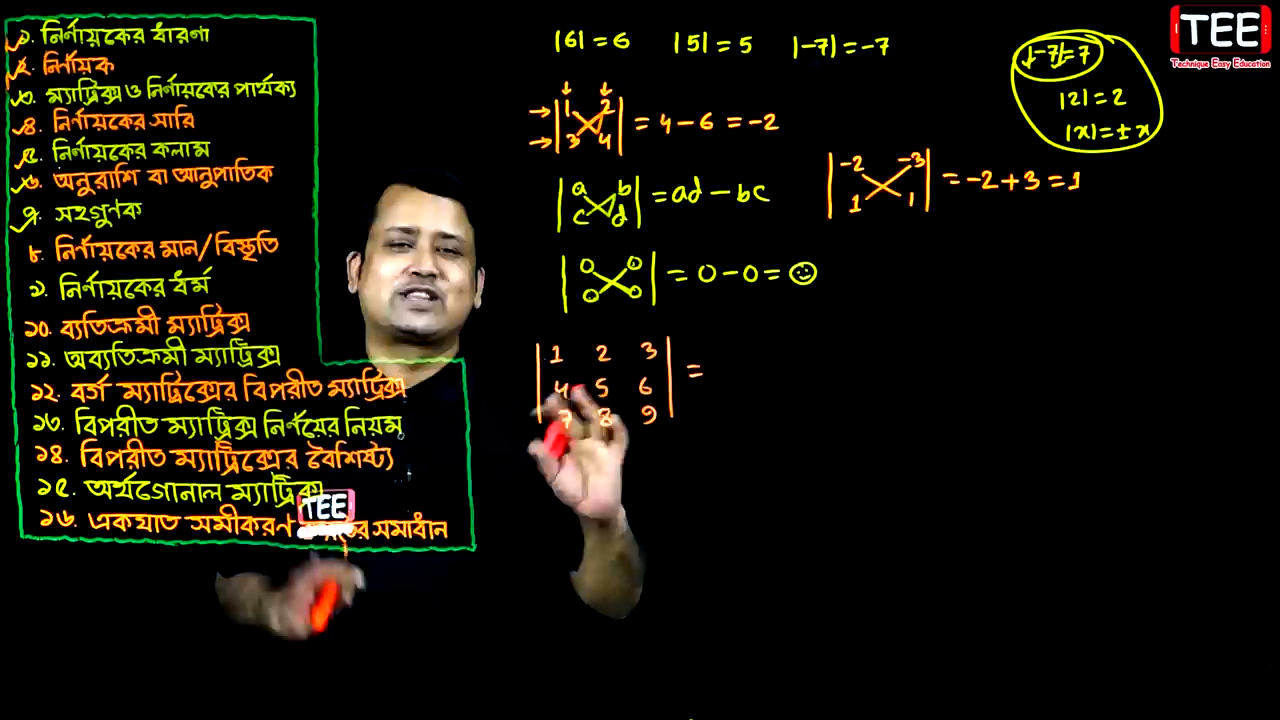 ১. নির্ণায়কের ধারণা
২. নির্ণায়ক
৩. ম্যাট্রিক্স ও নির্ণায়কের পার্থক্য
৪. নির্ণায়কের সারি
৫. নির্ণায়কের কলাম
৬. অনুরাশি বা আনুপাতিক
৭. সহগুণক
৮. নির্ণায়কের মান/বিস্তৃতি
৯. নির্ণায়কের ধর্ম
১০. ব্যতিক্রমী ম্যাট্রিক্স
১১. অব্যতিক্রমী ম্যাট্রিক্স
১২. বর্গ ম্যাট্রিক্সের বিপরীত ম্যাট্রিক্স
১৩. বিপরীত ম্যাট্রিক্স নির্ণয়ের নিয়ম
১৪. বিপরীত ম্যাট্রিক্সের বৈশিষ্ট্য
১৫. অর্থগোনাল ম্যাট্রিক্স
১৬. একঘাত সমীকরণ সমাধান
TEE
|6| = 6 |5| = 5 |-7| = -7
|1 2
3 4| = 4 - 6 = -2
|a b
c d| = ad - bc
|0 0
0 0| = 0 - 0 = ☺
|1 2 3
4 5 6
7 8 9| =
|-2 -3
1 1| = -2 + 3 = 1
|-7| = 7
|2| = 2
|x| = ± x
TEE
Technique Easy Education